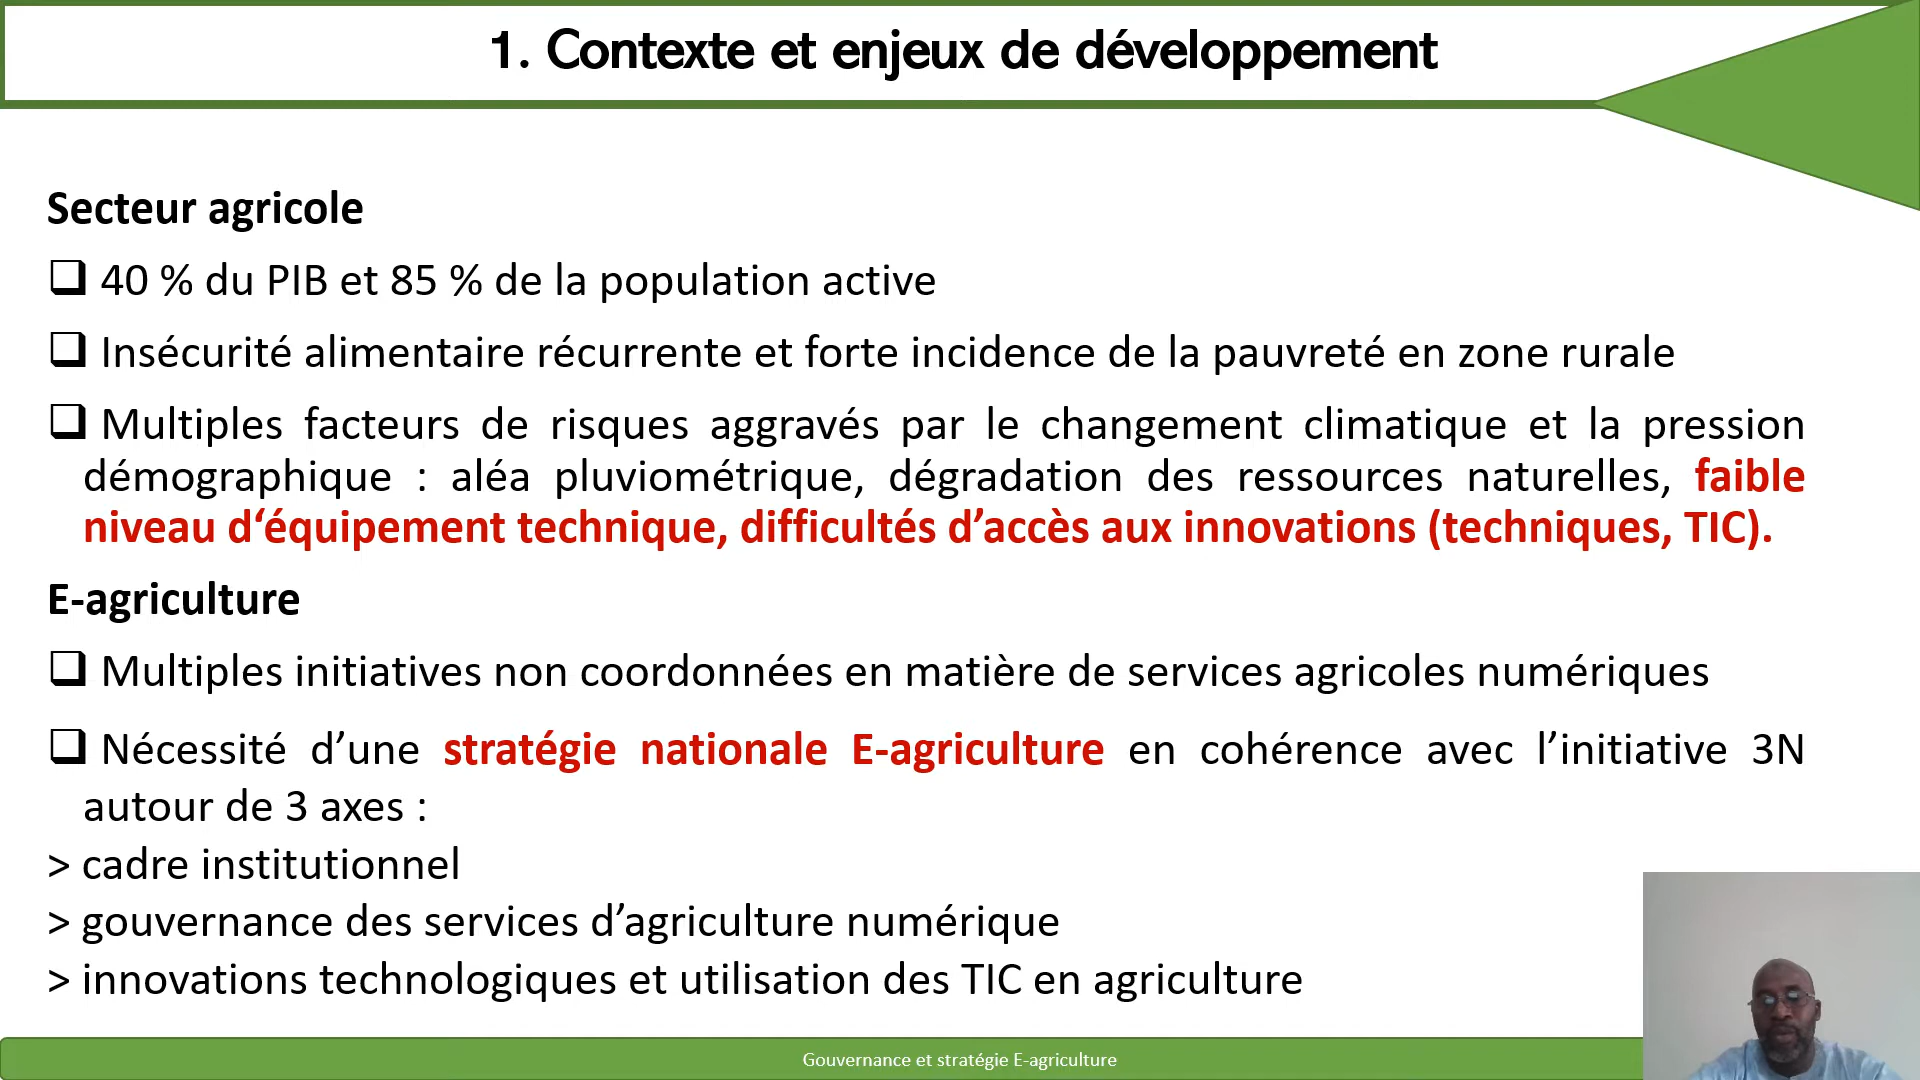 1. Contexte et enjeux de développement
Secteur agricole
❑ 40 % du PIB et 85 % de la population active
❑ Insécurité alimentaire récurrente et forte incidence de la pauvreté en zone rurale
❑ Multiples facteurs de risques aggravés par le changement climatique et la pression
démographique : aléa pluviométrique, dégradation des ressources naturelles, faible
niveau d‘équipement technique, difficultés d’accès aux innovations (techniques, TIC).
E-agriculture
❑ Multiples initiatives non coordonnées en matière de services agricoles numériques
❑ Nécessité d’une stratégie nationale E-agriculture en cohérence avec l’initiative 3N
autour de 3 axes :
> cadre institutionnel
> gouvernance des services d’agriculture numérique
> innovations technologiques et utilisation des TIC en agriculture
Gouvernance et stratégie E-agriculture